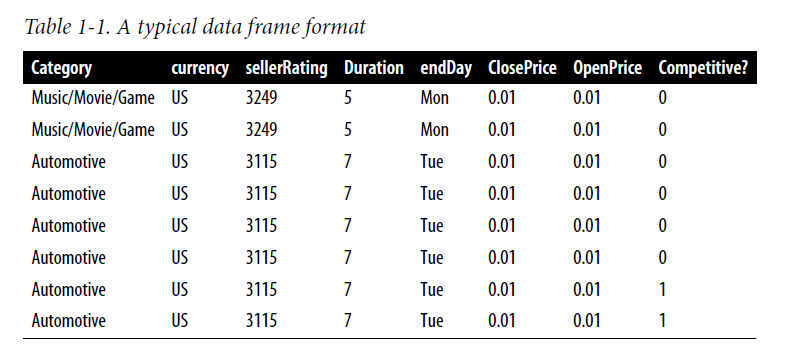 Table 1-1. A typical data frame format
Category currency sellerRating Duration endDay ClosePrice OpenPrice Competitive?
Music/Movie/Game US 3249 5 Mon 0.01 0.01 0
Music/Movie/Game US 3249 5 Mon 0.01 0.01 0
Automotive US 3115 7 Tue 0.01 0.01 0
Automotive US 3115 7 Tue 0.01 0.01 0
Automotive US 3115 7 Tue 0.01 0.01 0
Automotive US 3115 7 Tue 0.01 0.01 0
Automotive US 3115 7 Tue 0.01 0.01 1
Automotive US 3115 7 Tue 0.01 0.01 1